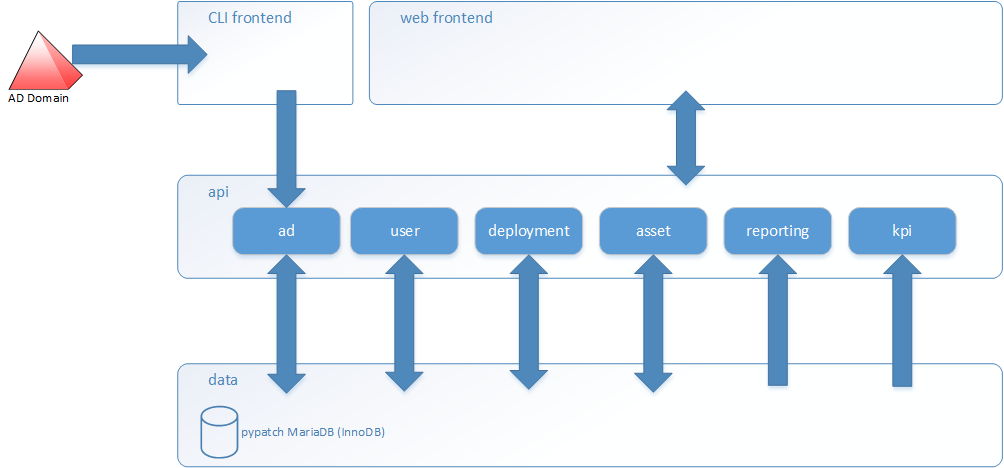 CLI frontend
web frontend
AD Domain
api
ad
user
deployment
asset
reporting
kpi
data
pypatch MariaDB (InnoDB)